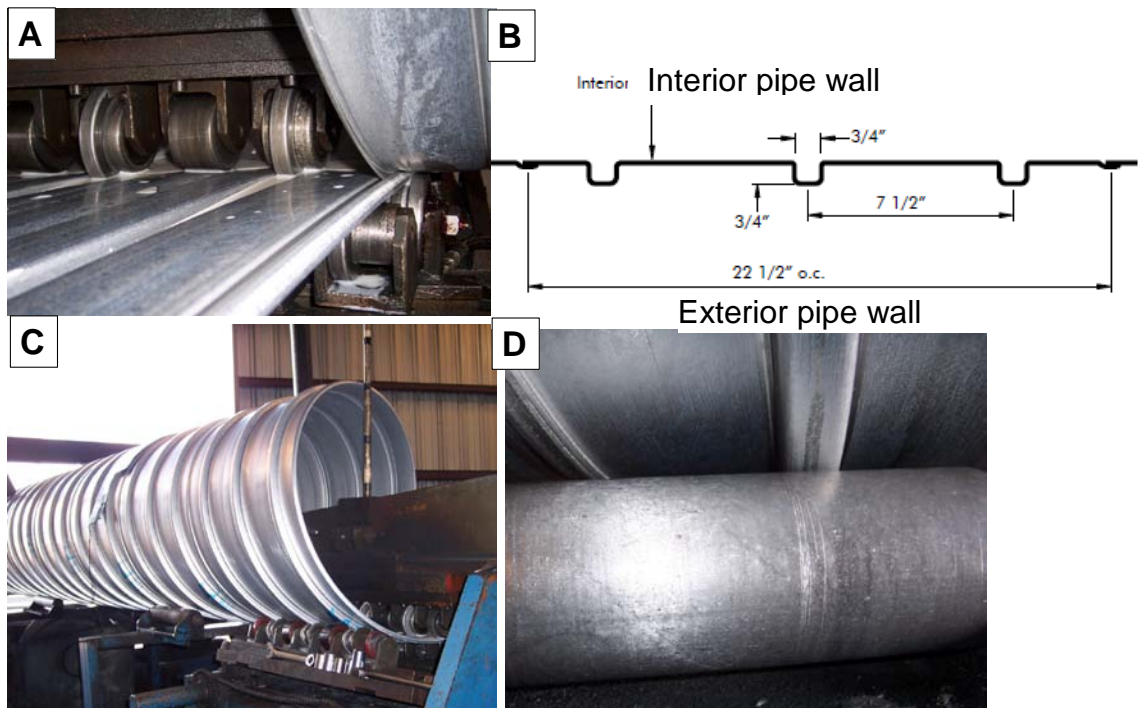 A
B
Interior Interior pipe wall
3/4"
3/4"
7 1/2"
22 1/2" o.c.
Exterior pipe wall
C
D